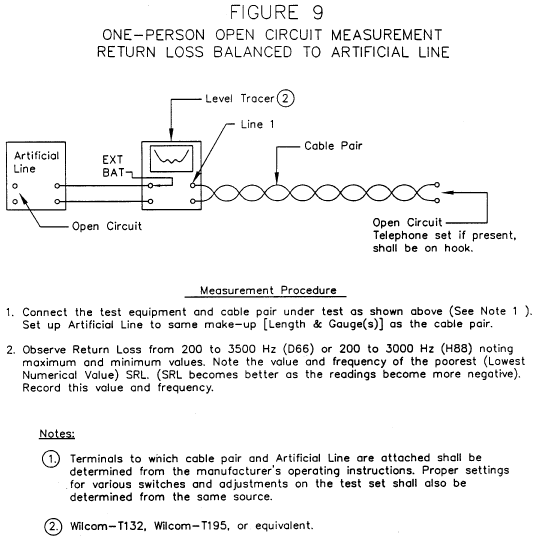 FIGURE 9
ONE-PERSON OPEN CIRCUIT MEASUREMENT
RETURN LOSS BALANCED TO ARTIFICIAL LINE
Level Tracer (2)
Line 1
Cable Pair
Artificial
Line
EXT
BAT
Open Circuit
Open Circuit
Telephone set if present,
shall be on hook.
Measurement Procedure
1. Connect the test equipment and cable pair under test as shown above (See Note 1 ).
Set up Artificial Line to same make-up [Length & Gauge(s)] as the cable pair.
2. Observe Return Loss from 200 to 3500 Hz (D66) or 200 to 3000 Hz (H88) noting
maximum and minimum values. Note the value and frequency of the poorest (Lowest
Numerical Value) SRL. (SRL becomes better as the readings become more negative).
Record this value and frequency.
Notes:
(1.) Terminals to which cable pair and Artificial Line are attached shall be
determined from the manufacturer's operating instructions. Proper settings
for various switches and adjustments on the test set shall also be
determined from the same source.
(2.) Wilcom-T132, Wilcom-T195, or equivalent.